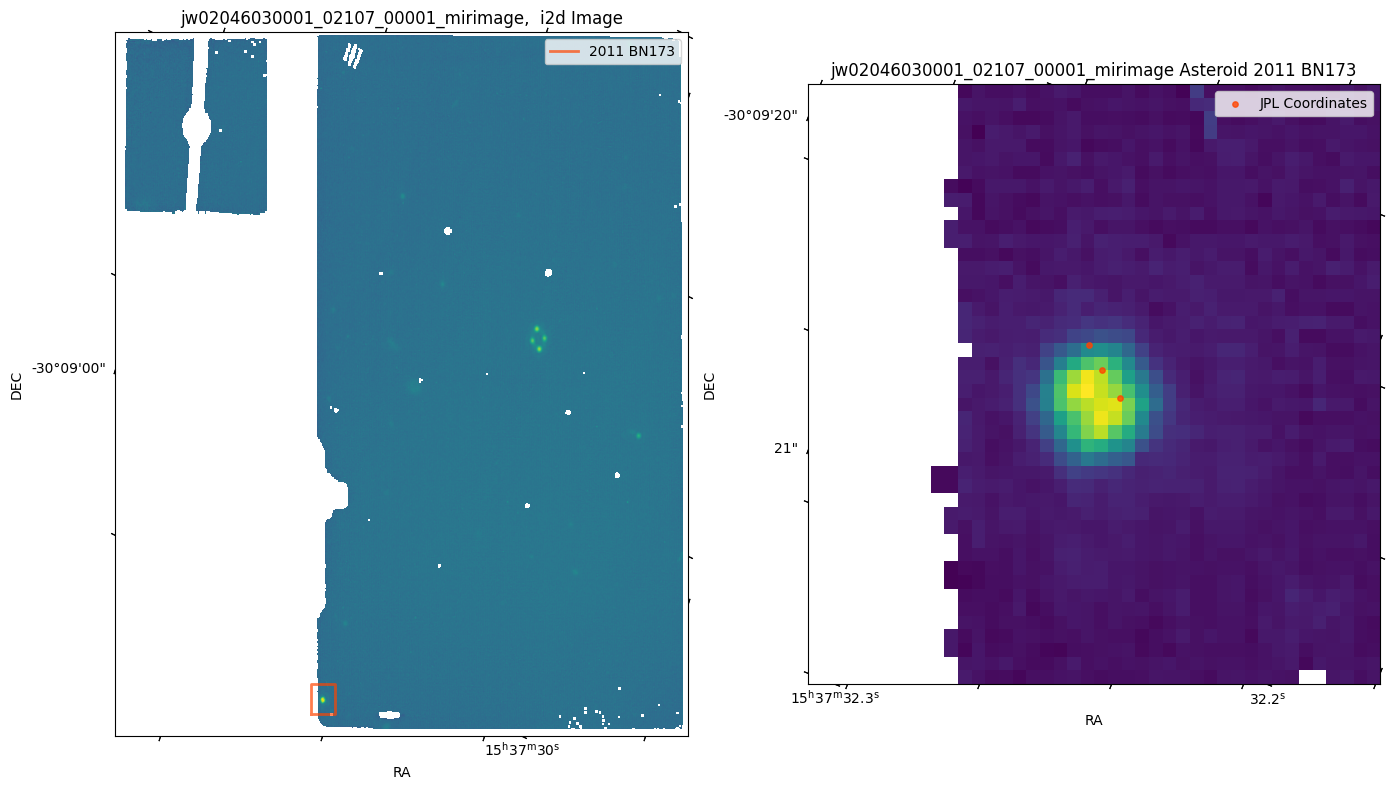 jw02046030001_02107_00001_mirimage,  i2d Image
2011 BN173
DEC
-30°09'00"
15ʰ37ᵐ30ˢ
RA
jw02046030001_02107_00001_mirimage Asteroid 2011 BN173
JPL Coordinates
-30°09'20"
DEC
21"
15ʰ37ᵐ32.3ˢ
32.2ˢ
RA